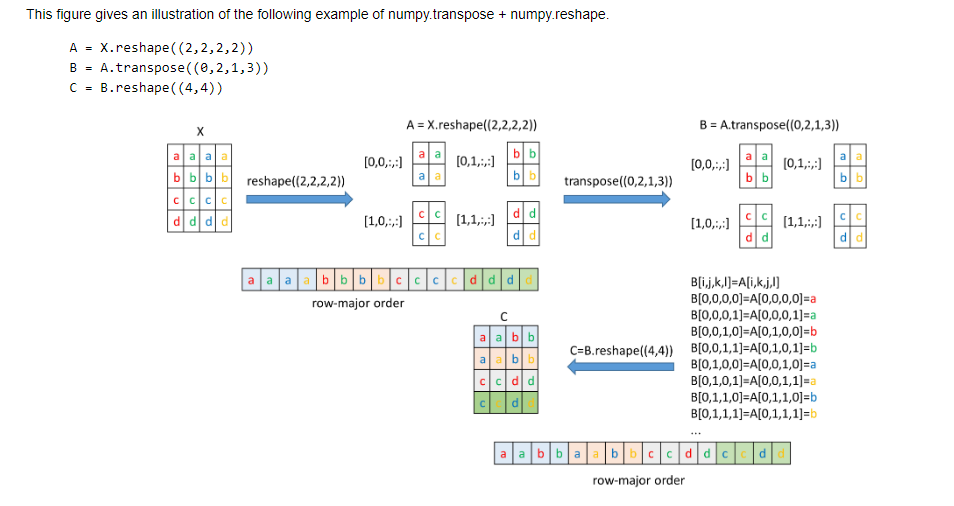 This figure gives an illustration of the following example of numpy.transpose + numpy.reshape.
A = X.reshape((2,2,2,2))
B = A.transpose((0,2,1,3))
C = B.reshape((4,4))
X
a a a a
b b b b
c c c c
d d d d
reshape((2,2,2,2))
A = X.reshape((2,2,2,2))
[0,0,:,:]
a a
a a
[0,1,:,:]
b b
b b
[1,0,:,:]
c c
c c
[1,1,:,:]
d d
d d
transpose((0,2,1,3))
B = A.transpose((0,2,1,3))
[0,0,:,:]
a a
b b
[0,1,:,:]
a a
b b
[1,0,:,:]
c c
d d
[1,1,:,:]
c c
d d
a a a a b b b b c c c c d d d d
row-major order
B[i,j,k,l]=A[i,k,j,l]
B[0,0,0,0]=A[0,0,0,0]=a
B[0,0,0,1]=A[0,0,0,1]=a
B[0,0,1,0]=A[0,1,0,0]=b
B[0,0,1,1]=A[0,1,0,1]=b
B[0,1,0,0]=A[0,0,1,0]=a
B[0,1,0,1]=A[0,0,1,1]=a
B[0,1,1,0]=A[0,1,1,0]=b
B[0,1,1,1]=A[0,1,1,1]=b
...
C=B.reshape((4,4))
C
a a b b
a a b b
c c d d
c c d d
a a b b a a b b c c d d c c d d
row-major order